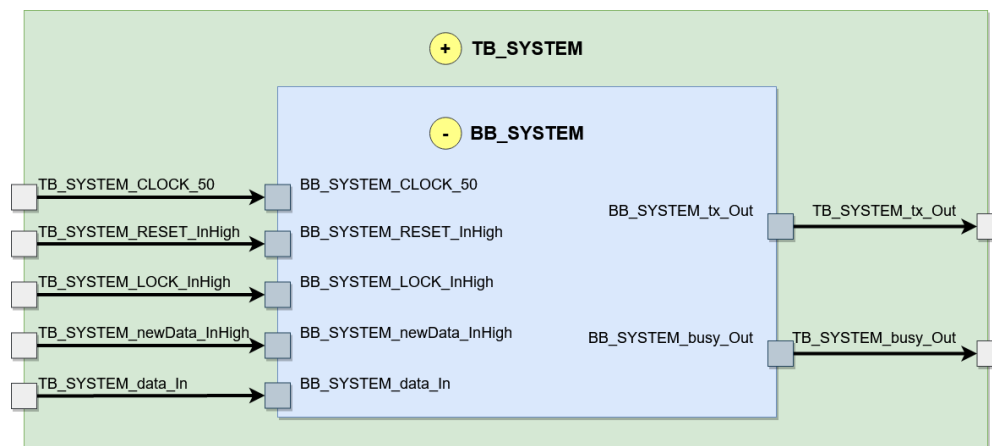 + TB_SYSTEM
- BB_SYSTEM
TB_SYSTEM_CLOCK_50
BB_SYSTEM_CLOCK_50
BB_SYSTEM_tx_Out
TB_SYSTEM_tx_Out
TB_SYSTEM_RESET_InHigh
BB_SYSTEM_RESET_InHigh
TB_SYSTEM_LOCK_InHigh
BB_SYSTEM_LOCK_InHigh
TB_SYSTEM_newData_InHigh
BB_SYSTEM_newData_InHigh
BB_SYSTEM_busy_Out
TB_SYSTEM_busy_Out
TB_SYSTEM_data_In
BB_SYSTEM_data_In